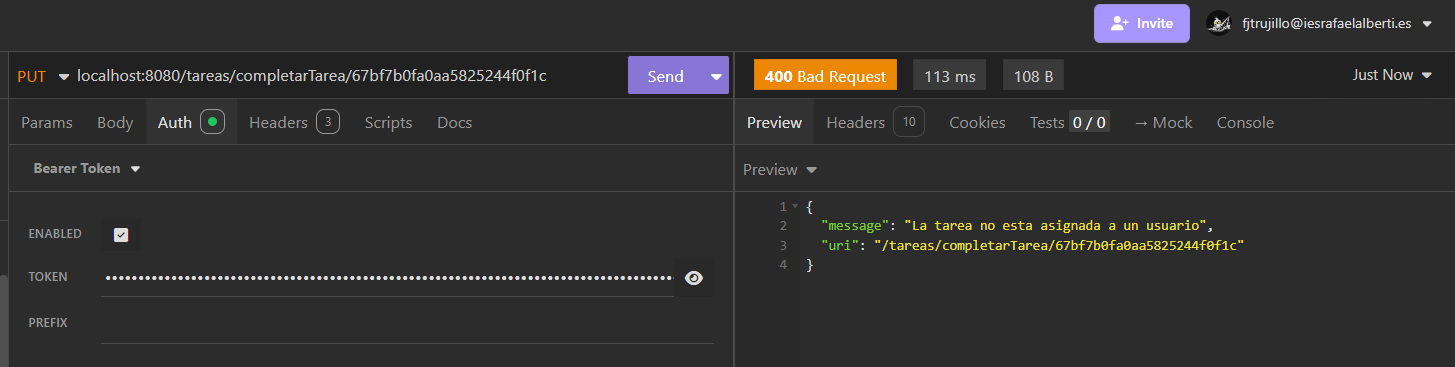 Invite
fjtrujillo@iesrafaelalberti.es
PUT localhost:8080/tareas/completarTarea/67bf7b0fa0aa5825244f0f1c Send
400 Bad Request 113 ms 108 B Just Now
Params Body Auth Headers 3 Scripts Docs
Preview Headers 10 Cookies Tests 0 / 0 → Mock Console
Bearer Token
Preview
ENABLED
TOKEN
PREFIX
1 {
2 "message": "La tarea no esta asignada a un usuario",
3 "uri": "/tareas/completarTarea/67bf7b0fa0aa5825244f0f1c"
4 }